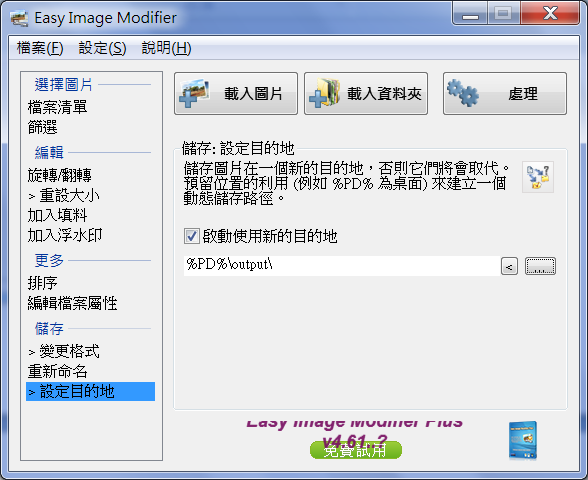 Easy Image Modifier
檔案(F) 設定(S) 說明(H)
選擇圖片
檔案清單
篩選
編輯
旋轉/翻轉
> 重設大小
加入填料
加入浮水印
更多
排序
編輯檔案屬性
儲存
> 變更格式
重新命名
> 設定目的地
載入圖片 載入資料夾 處理
儲存: 設定目的地
儲存圖片在一個新的目的地，否則它們將會取代。
預留位置的利用 (例如 %PD% 為桌面) 來建立一個
動態儲存路徑。
啟動使用新的目的地
%PD%\output\ < ...
Easy Image Modifier Plus
v4.61..?
免費試用